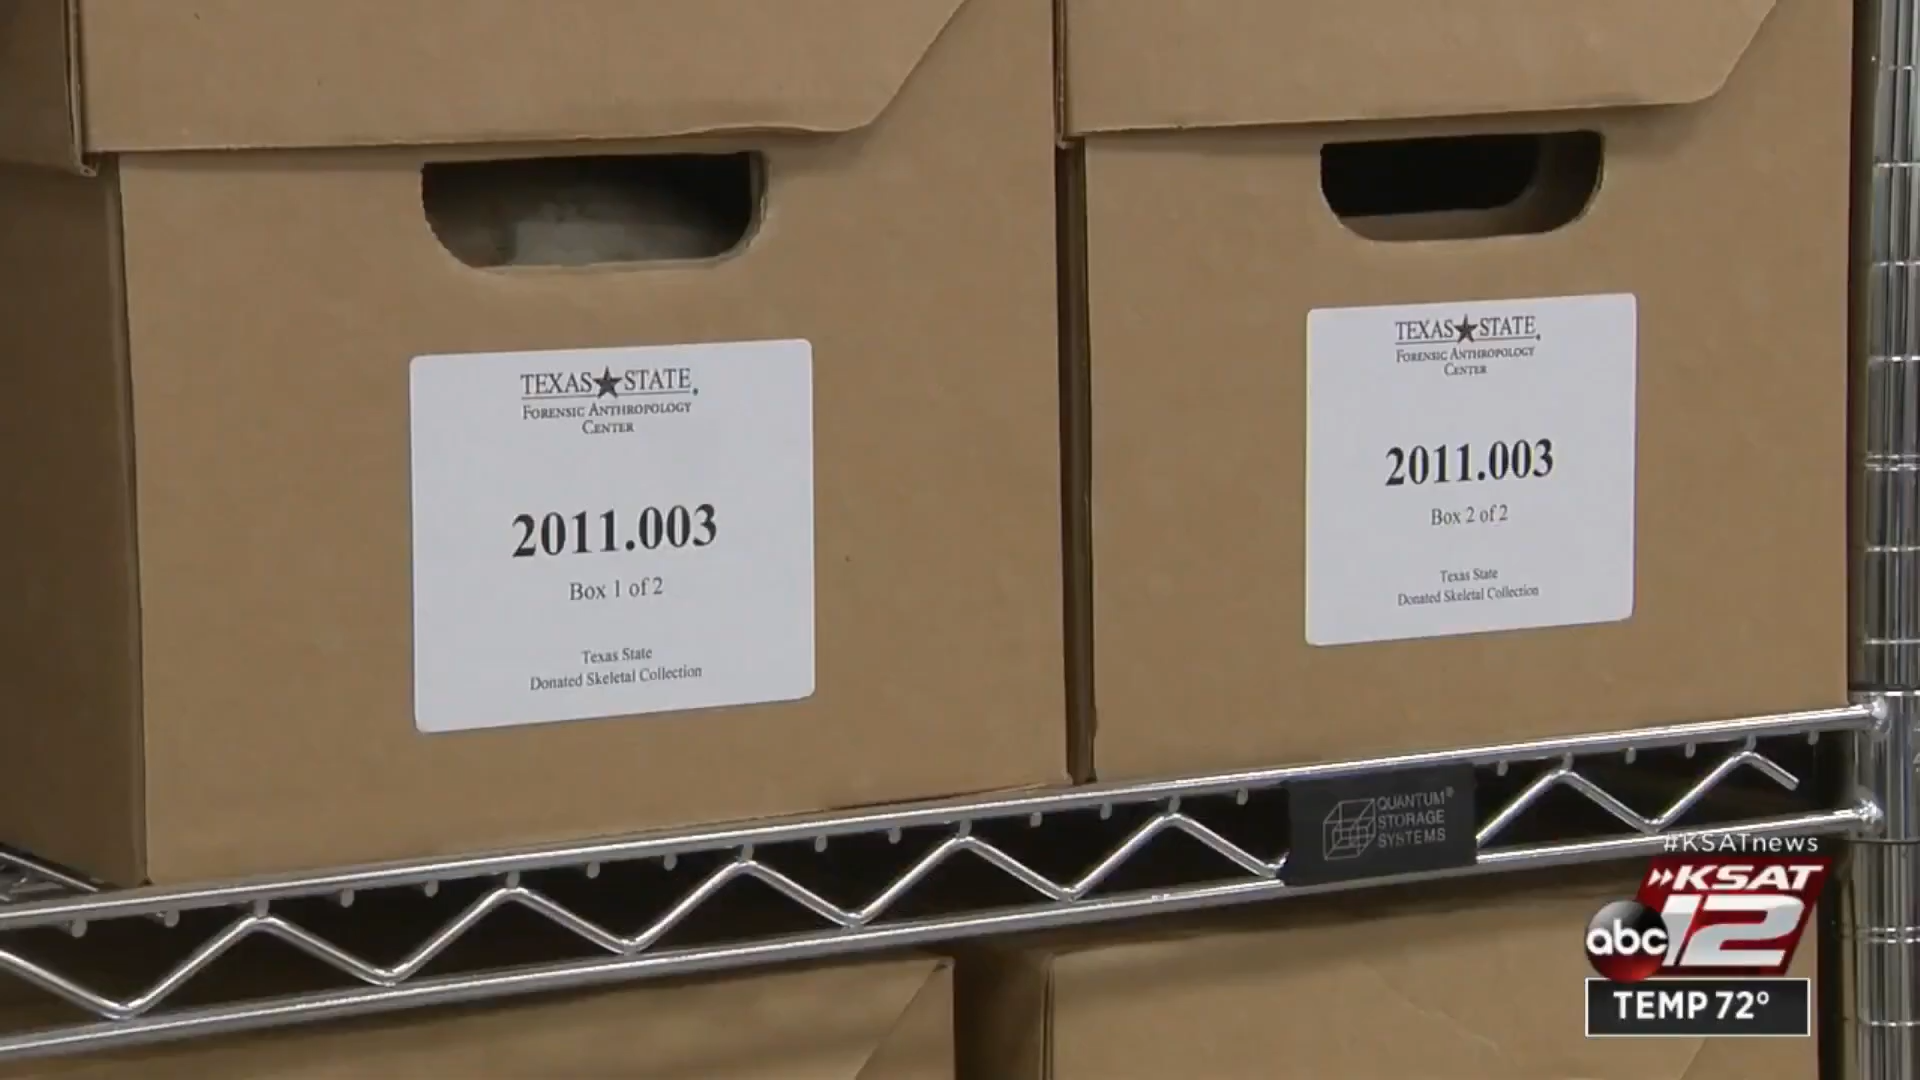 TEXAS★STATE®
FORENSIC ANTHROPOLOGY
CENTER
2011.003
Box 1 of 2
Texas State
Donated Skeletal Collection
TEXAS★STATE®
FORENSIC ANTHROPOLOGY
CENTER
2011.003
Box 2 of 2
Texas State
Donated Skeletal Collection
QUANTUM®
STORAGE
SYSTEMS
#KSATnews
KSAT
abc 12
TEMP 72°